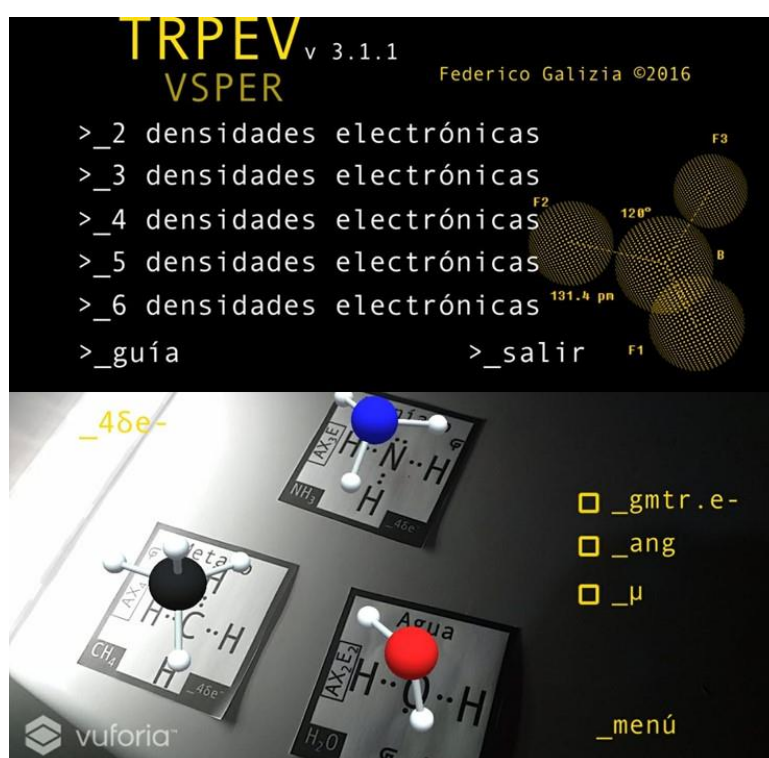 TRPEV v 3.1.1
VSPER
Federico Galizia ©2016
>_2 densidades electrónicas
>_3 densidades electrónicas
>_4 densidades electrónicas
>_5 densidades electrónicas
>_6 densidades electrónicas
>_guía
>_salir
F3
F2
120°
B
131.4 pm
F1
_4δe-
AX₃E
H··N··H
H
NH₃
_4δe-
AX₄
H
H··C··H
H
CH₄
_4δe-
Agua
AX₂E₂
H··O··H
H₂O
_gmtr.e-
_ang
_μ
_menú
vuforia™